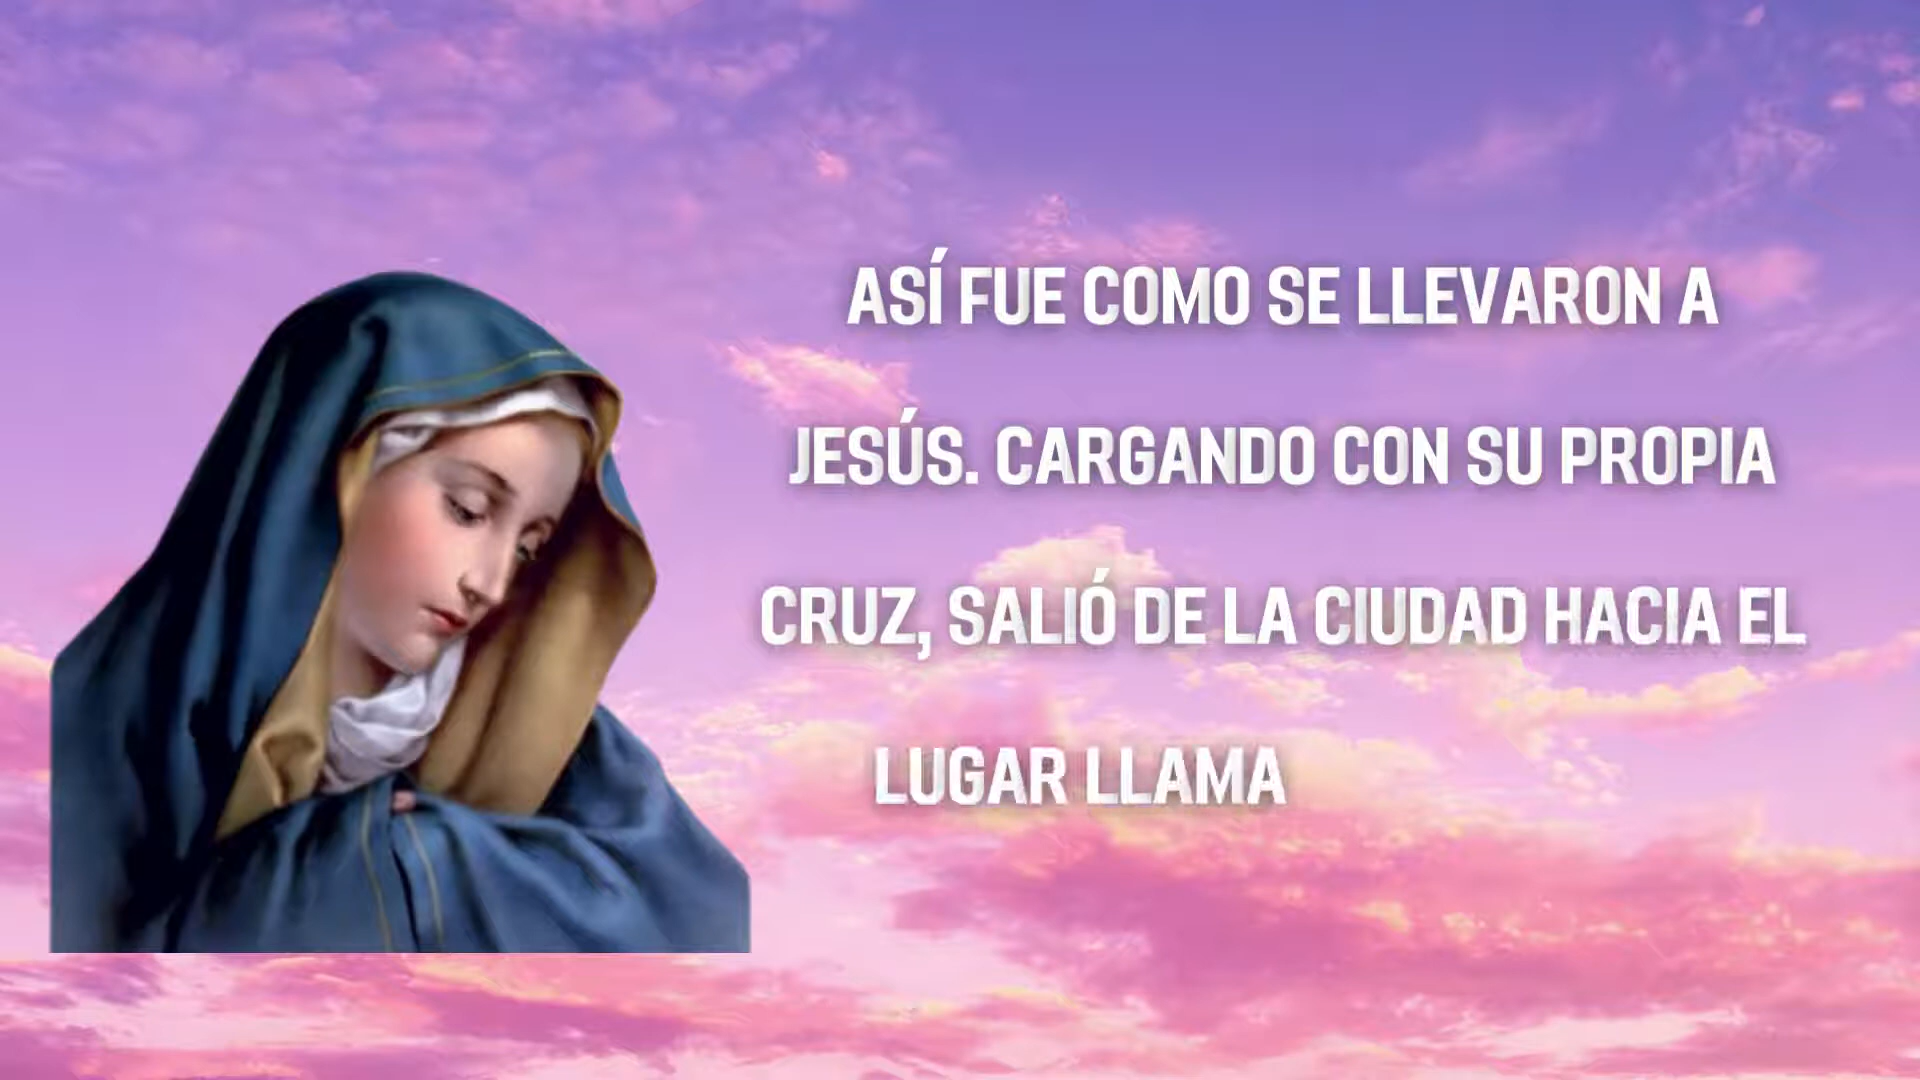 ASÍ FUE COMO SE LLEVARON A
JESÚS. CARGANDO CON SU PROPIA
CRUZ, SALIÓ DE LA CIUDAD HACIA EL
LUGAR LLAMA